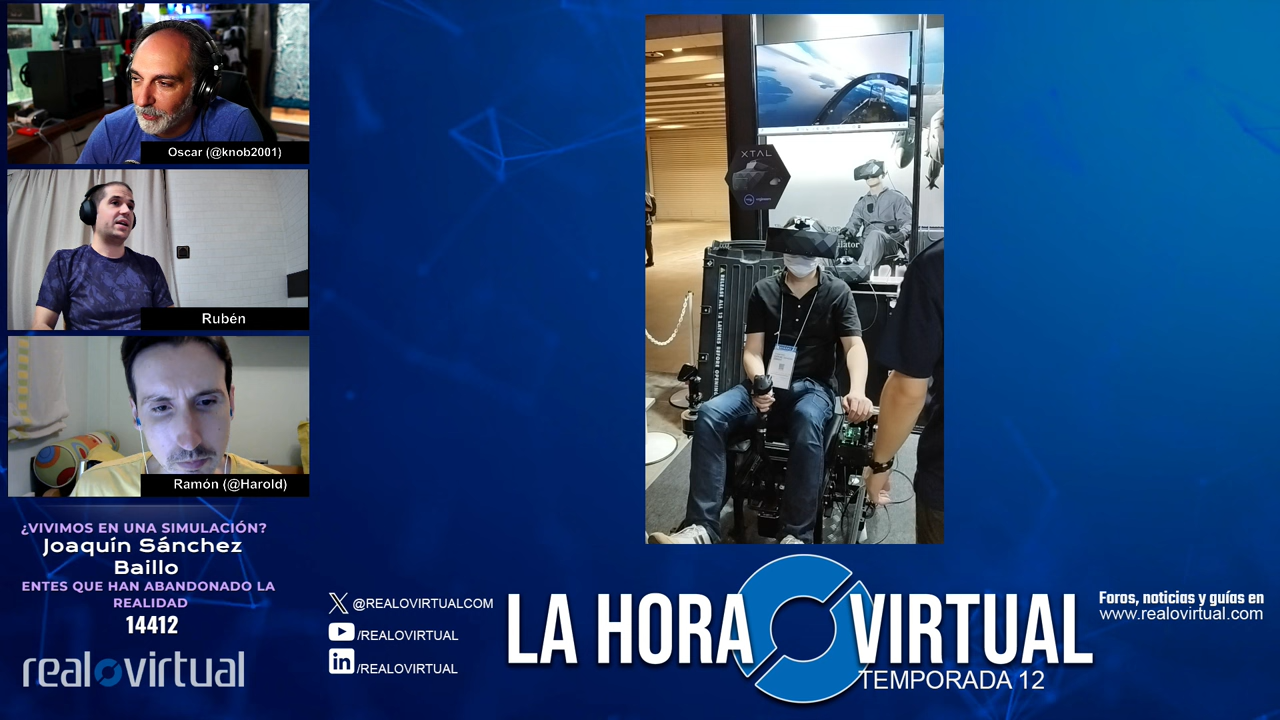 Oscar (@knob2001)
Rubén
Ramón (@Harold)
¿VIVIMOS EN UNA SIMULACIÓN?
Joaquín Sánchez
Baillo
ENTES QUE HAN ABANDONADO LA
REALIDAD
14412
realovirtual
XTAL
@REALOVIRTUALCOM
/REALOVIRTUAL
/REALOVIRTUAL
LA HORA VIRTUAL
TEMPORADA 12
Foros, noticias y guías en
www.realovirtual.com